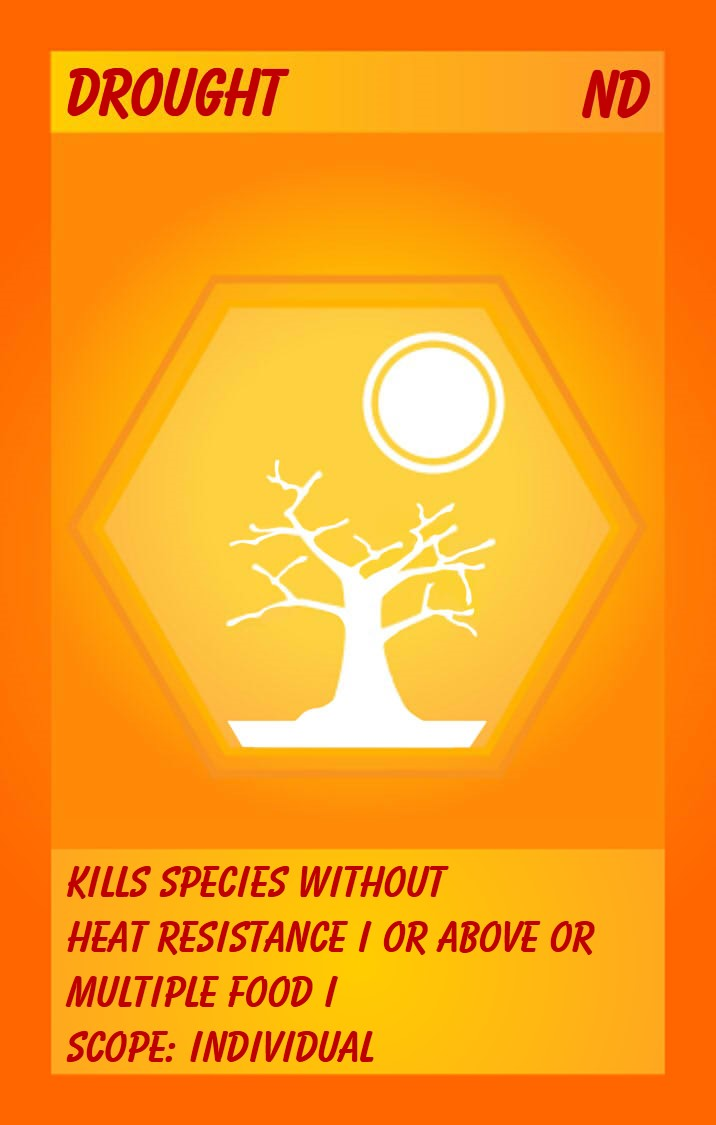 DROUGHT ND
KILLS SPECIES WITHOUT
HEAT RESISTANCE I OR ABOVE OR
MULTIPLE FOOD I
SCOPE: INDIVIDUAL